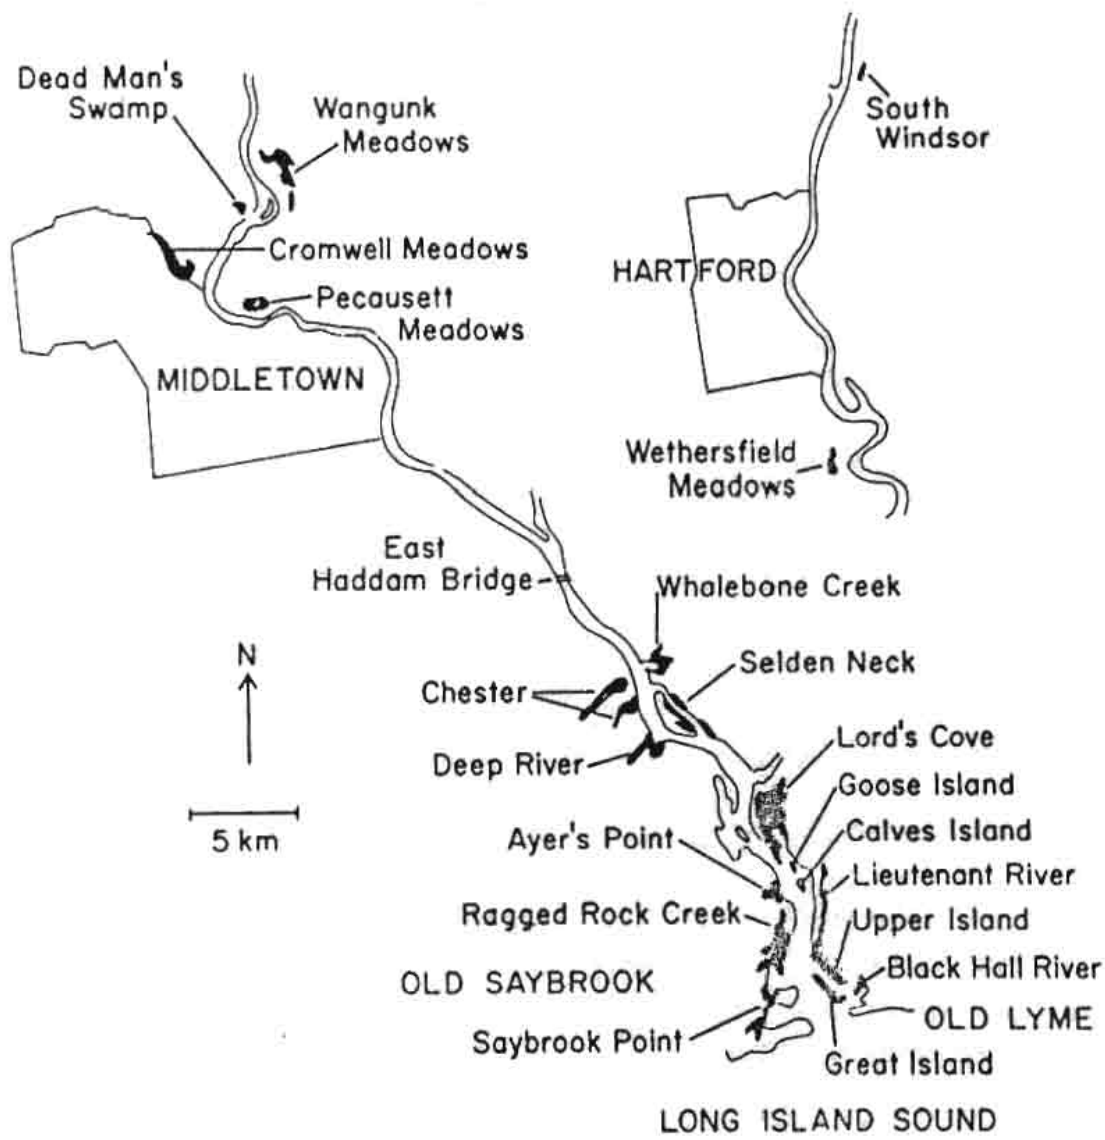 Dead Man's
Swamp
Wangunk
Meadows
South
Windsor
Cromwell Meadows
HARTFORD
Pecausett
Meadows
MIDDLETOWN
Wethersfield
Meadows
East
Haddam Bridge
Whalebone Creek
N
Selden Neck
Chester
Lord's Cove
Deep River
Goose Island
5 km
Ayer's Point
Calves Island
Lieutenant River
Ragged Rock Creek
Upper Island
Black Hall River
OLD SAYBROOK
OLD LYME
Saybrook Point
Great Island
LONG ISLAND SOUND